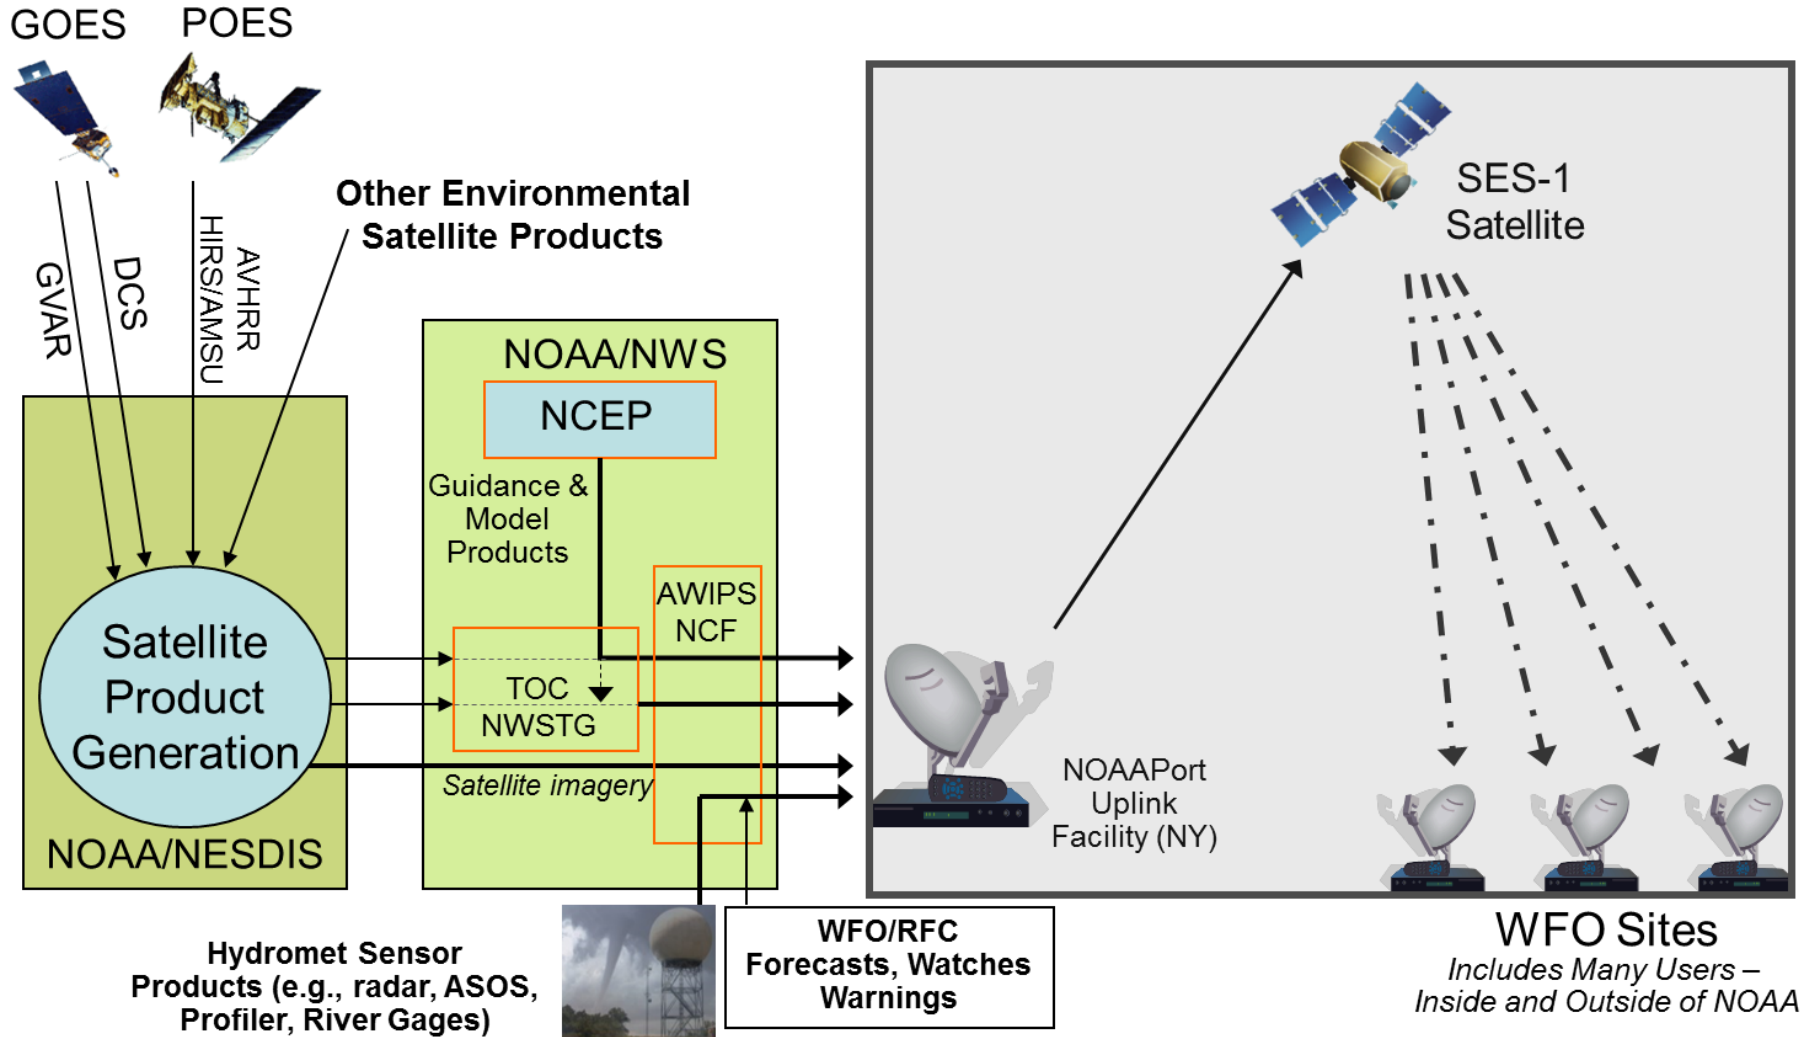 GOES
POES
Other Environmental
Satellite Products
GVAR
DCS
HIRS/AMSU
AVHRR
NOAA/NWS
NCEP
Guidance &
Model
Products
AWIPS
NCF
TOC
NWSTG
Satellite imagery
Satellite
Product
Generation
NOAA/NESDIS
SES-1
Satellite
NOAAPort
Uplink
Facility (NY)
Hydromet Sensor
Products (e.g., radar, ASOS,
Profiler, River Gages)
WFO/RFC
Forecasts, Watches
Warnings
WFO Sites
Includes Many Users –
Inside and Outside of NOAA